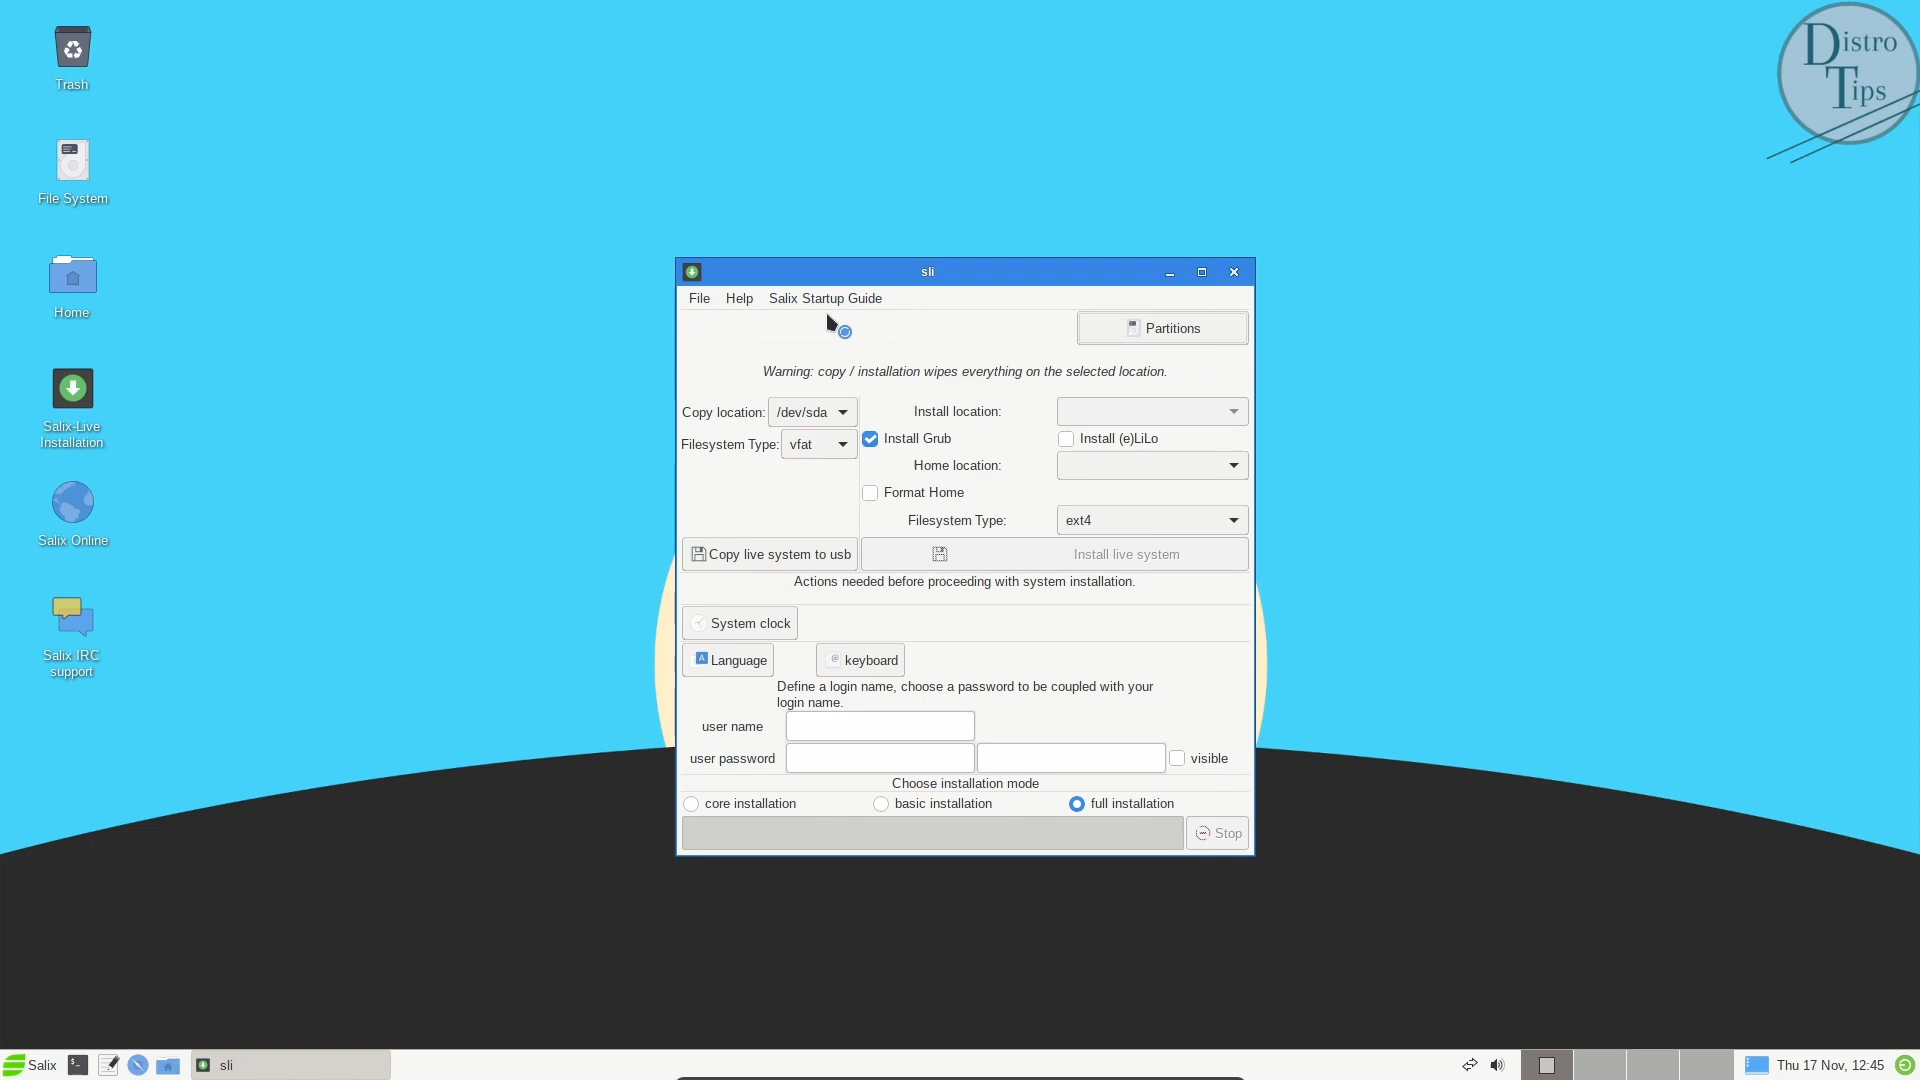 Trash
File System
Home
Salix-Live
Installation
Salix Online
Salix IRC
support
Distro
Tips
sli
File Help Salix Startup Guide
Partitions
Warning: copy / installation wipes everything on the selected location.
Copy location: /dev/sda Install location:
Install Grub Install (e)LiLo
Filesystem Type: vfat
Home location:
Format Home
Filesystem Type: ext4
Copy live system to usb Install live system
Actions needed before proceeding with system installation.
System clock
Language keyboard
Define a login name, choose a password to be coupled with your
login name.
user name
user password visible
Choose installation mode
core installation basic installation full installation
Stop
Salix sli Thu 17 Nov, 12:45